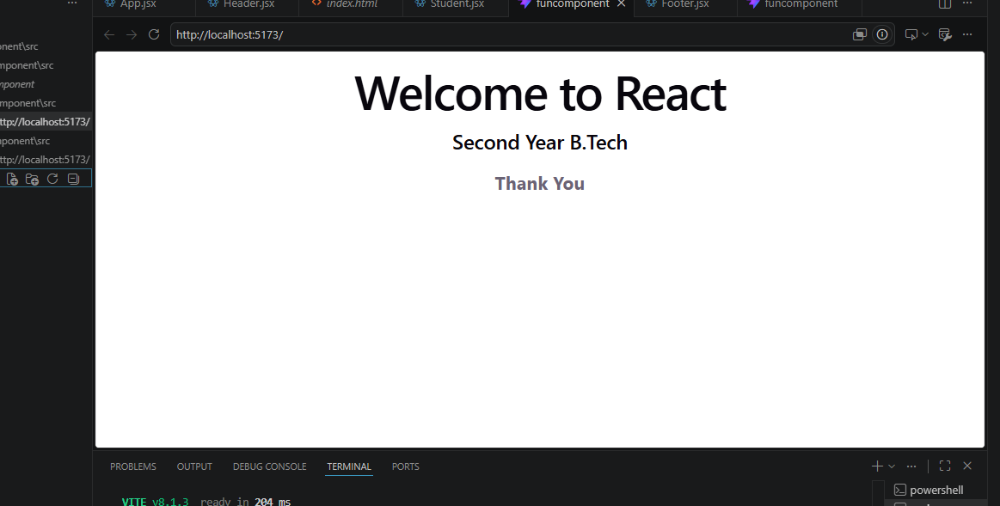 App.jsx Header.jsx index.html Student.jsx funcomponent Footer.jsx funcomponent
http://localhost:5173/
onent\src
mponent\src
mponent
mponent\src
ttp://localhost:5173/
ponent\src
ttp://localhost:5173/
Welcome to React
Second Year B.Tech
Thank You
PROBLEMS OUTPUT DEBUG CONSOLE TERMINAL PORTS
VITE v8.1.3 ready in 204 ms
powershell